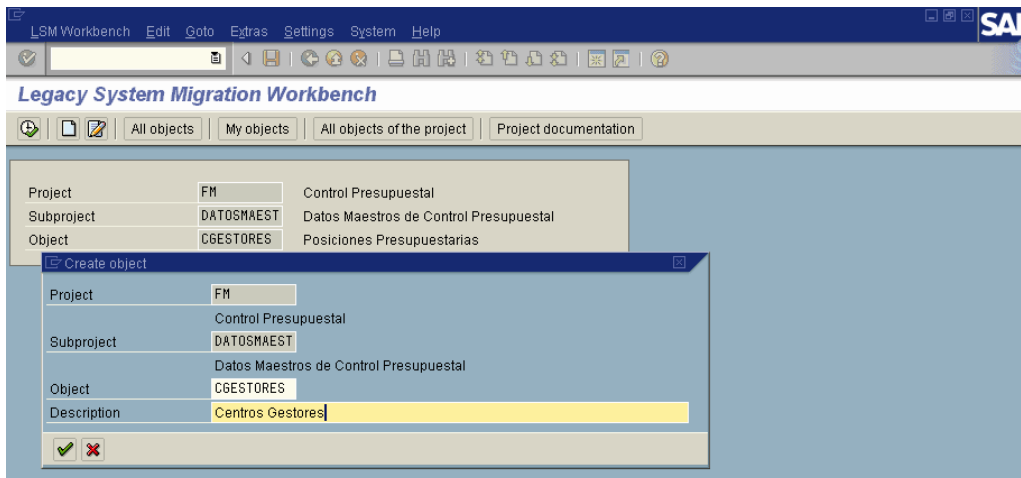 LSM Workbench Edit Goto Extras Settings System Help
SAP
Legacy System Migration Workbench
All objects My objects All objects of the project Project documentation
Project FM Control Presupuestal
Subproject DATOSMAEST Datos Maestros de Control Presupuestal
Object CGESTORES Posiciones Presupuestarias
Create object
Project FM
Control Presupuestal
Subproject DATOSMAEST
Datos Maestros de Control Presupuestal
Object CGESTORES
Description Centros Gestores